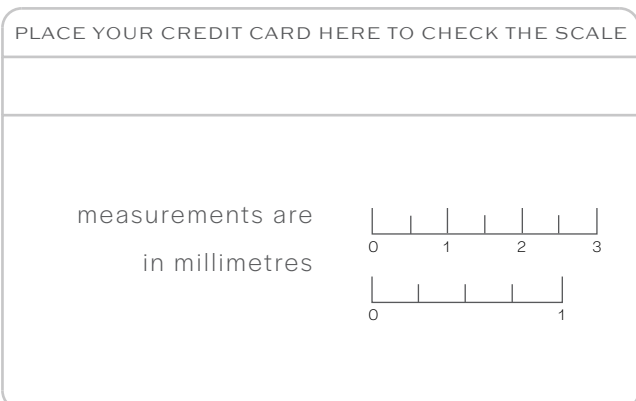 PLACE YOUR CREDIT CARD HERE TO CHECK THE SCALE
measurements are
in millimetres
0 1 2 3
0 1